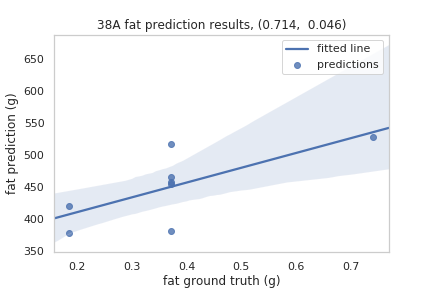 38A fat prediction results, (0.714,  0.046)
fitted line
predictions
fat prediction (g)
650
600
550
500
450
400
350
0.2 0.3 0.4 0.5 0.6 0.7
fat ground truth (g)